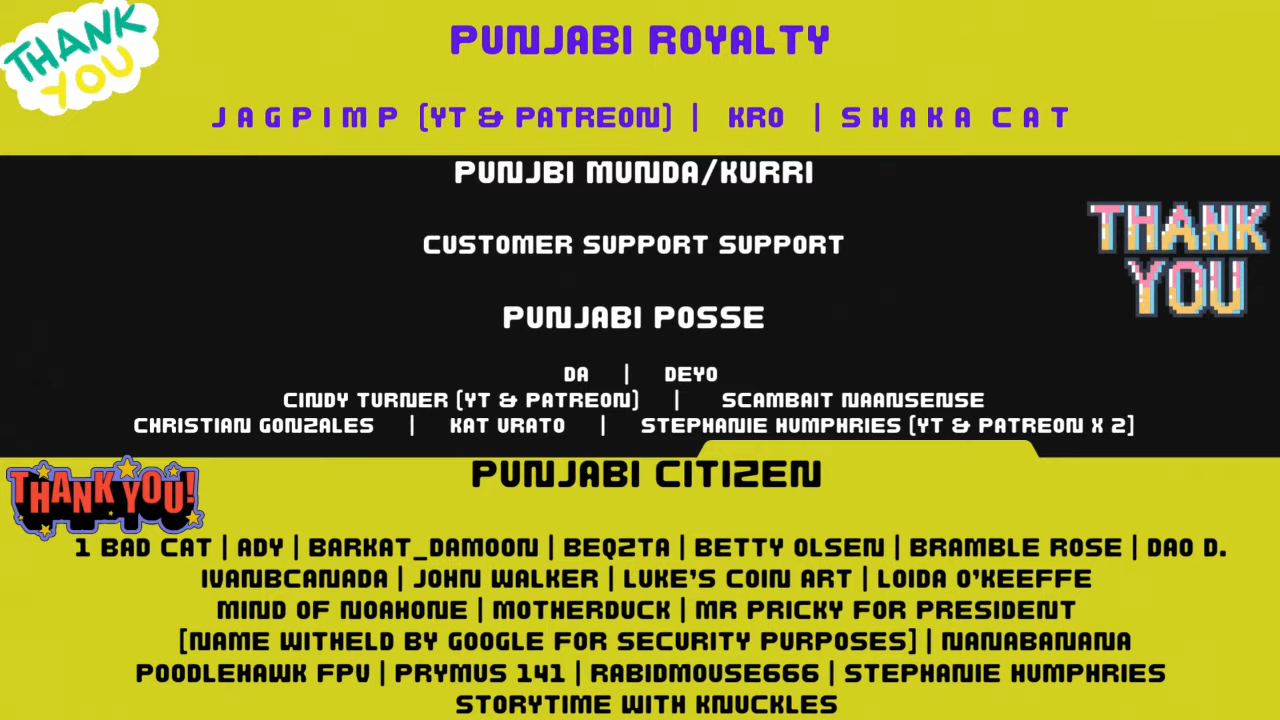 THANK YOU
PUNJABI ROYALTY
JAGPIMP (YT & PATREON) | KRO | SHAKA CAT
PUNJBI MUNDA/KURRI
THANK
YOU
CUSTOMER SUPPORT SUPPORT
PUNJABI POSSE
DA | DEYO
CINDY TURNER (YT & PATREON) | SCAMBAIT NAANSENSE
CHRISTIAN GONZALES | KAT VRATO | STEPHANIE HUMPHRIES (YT & PATREON X 2)
PUNJABI CITIZEN
THANK YOU!
1 BAD CAT | ADY | BARKAT_DAMOON | BEQZTA | BETTY OLSEN | BRAMBLE ROSE | DAO D.
IVANBCANADA | JOHN WALKER | LUKE'S COIN ART | LOIDA O'KEEFFE
MIND OF NOAHONE | MOTHERDUCK | MR PRICKY FOR PRESIDENT
[NAME WITHELD BY GOOGLE FOR SECURITY PURPOSES] | NANABANANA
POODLEHAWK FPV | PRYMUS 141 | RABIDMOUSE666 | STEPHANIE HUMPHRIES
STORYTIME WITH KNUCKLES